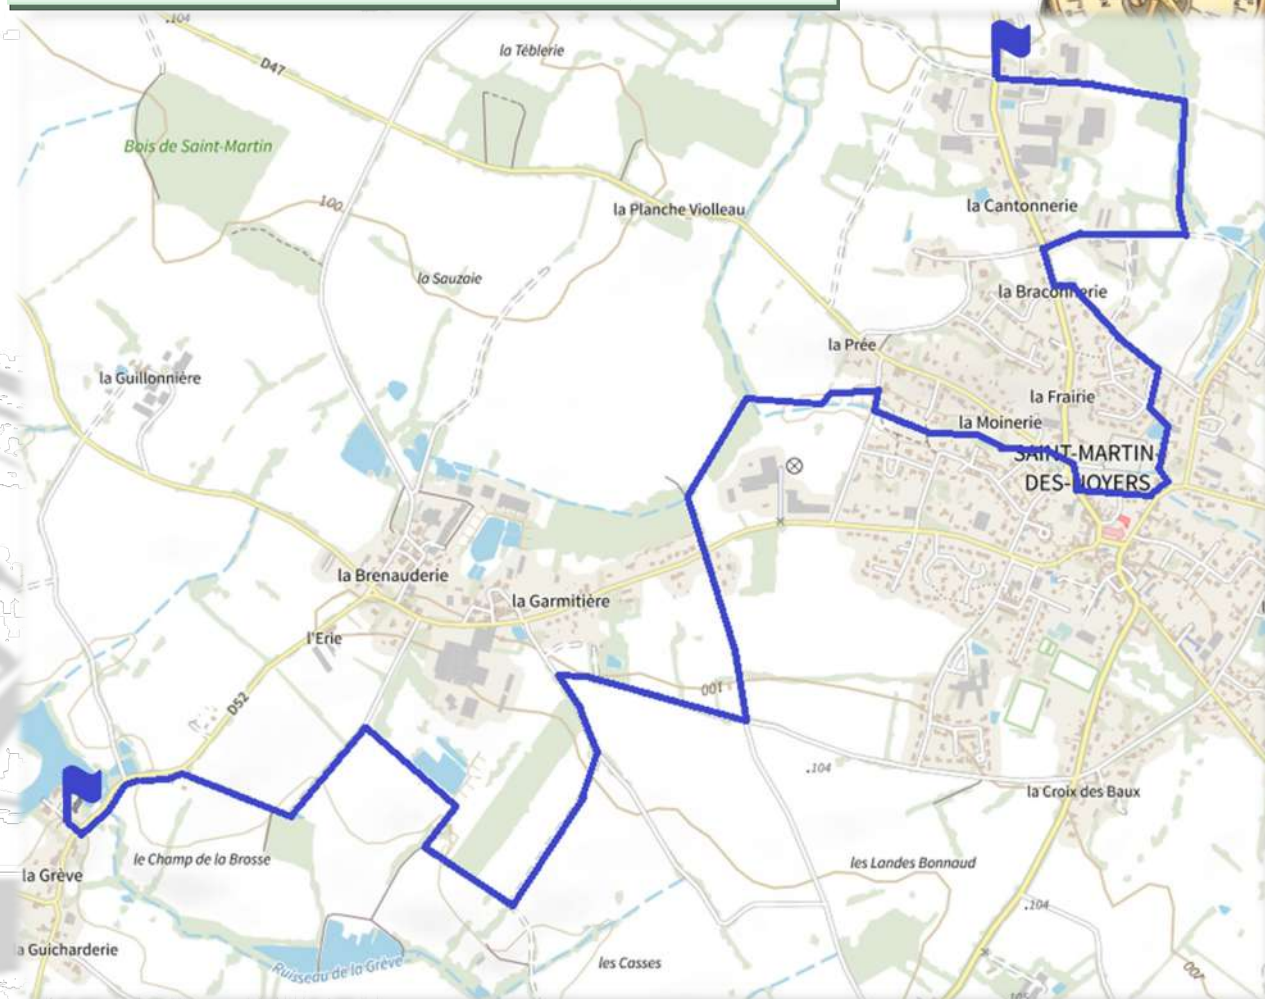 .104
la Téblerie
D47
Bois de Saint-Martin
100
la Planche Violleau
la Cantonnerie
la Sauzaie
la Braconnerie
la Prée
la Guillonnière
la Frairie
la Moinerie
SAINT-MARTIN-
DES-NOYERS
la Brenauderie
la Garmitière
l'Erie
100
D52
.104
la Croix des Baux
le Champ de la Brosse
les Landes Bonnaud
la Grève
.104
la Guicharderie
Ruisseau de la Grève
les Casses
100